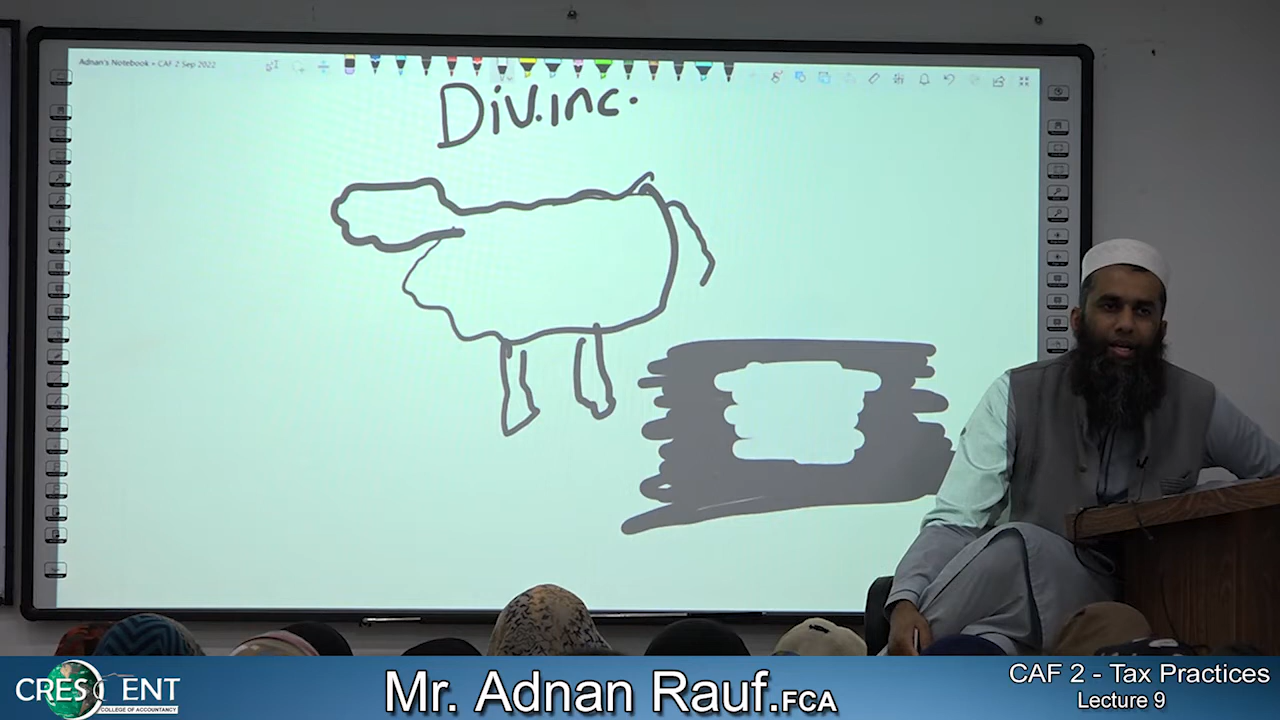 Adnan's Notebook » CAF 2 Sep 2022
Div.inc.
CRESCENT
COLLEGE OF ACCOUNTANCY
Mr. Adnan Rauf.FCA
CAF 2 - Tax Practices
Lecture 9